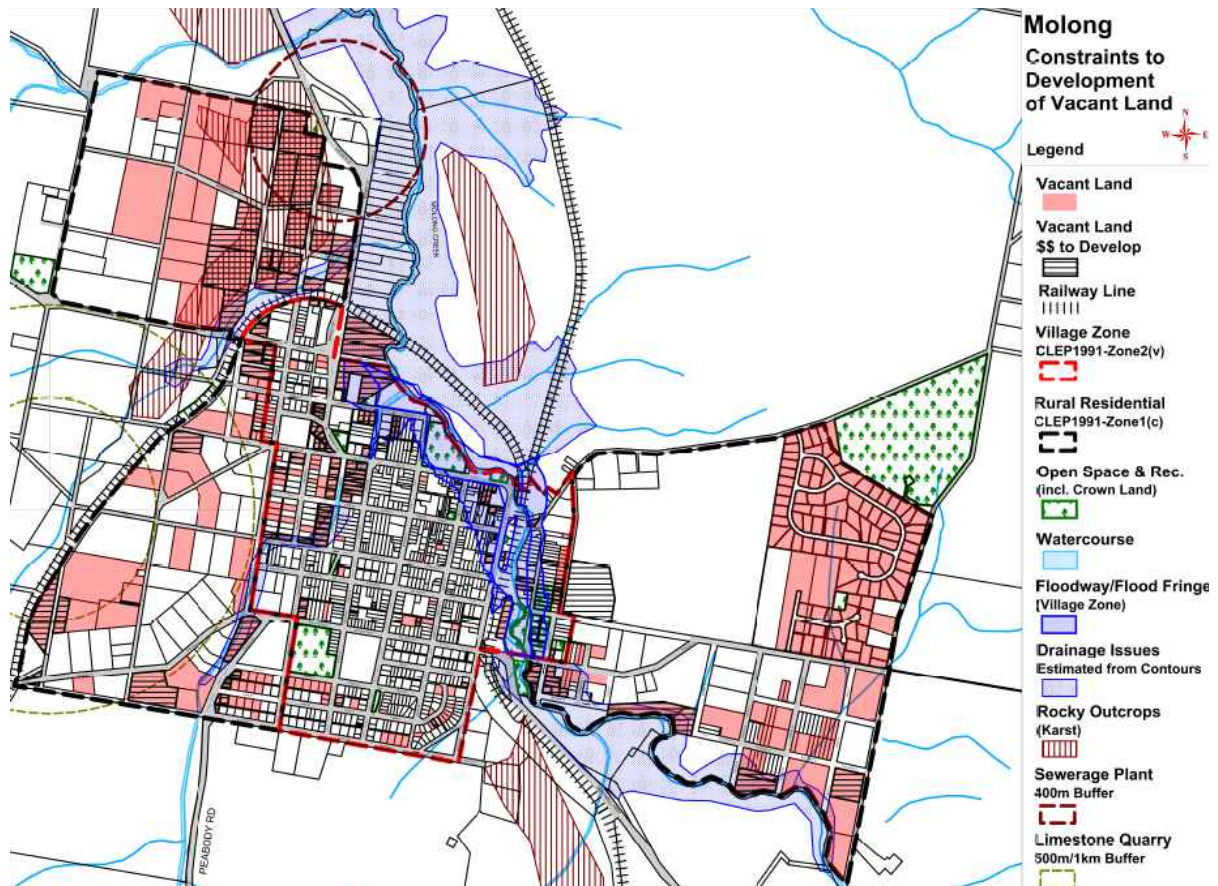 Molong
Constraints to
Development
of Vacant Land
N
W E
S
Legend
Vacant Land
Vacant Land
$$ to Develop
Railway Line
Village Zone
CLEP1991-Zone2(v)
Rural Residential
CLEP1991-Zone1(c)
Open Space & Rec.
(incl. Crown Land)
Watercourse
Floodway/Flood Fringe
(Village Zone)
Drainage Issues
Estimated from Contours
Rocky Outcrops
(Karst)
Sewerage Plant
400m Buffer
Limestone Quarry
500m/1km Buffer
MOLONG CREEK
PEABODY RD